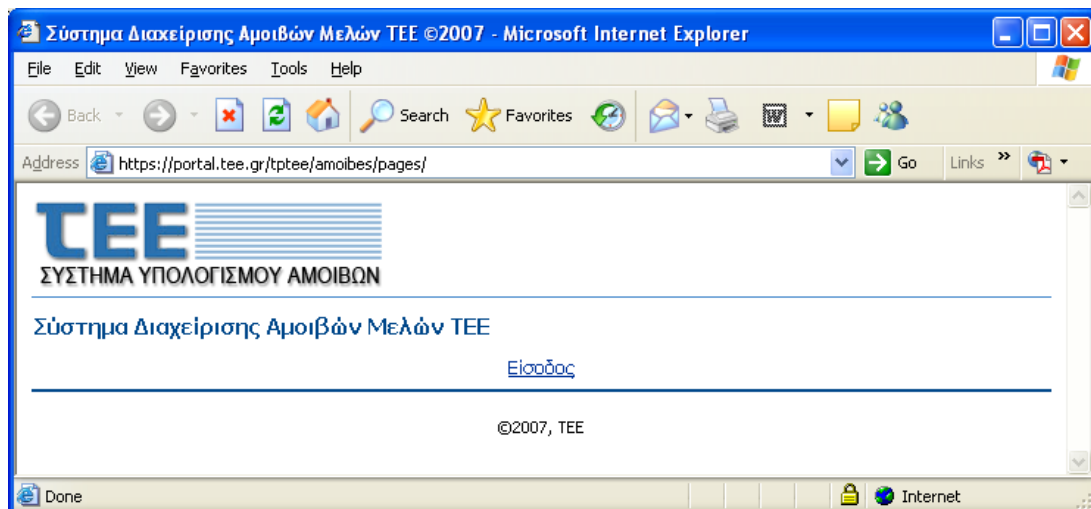 Σύστημα Διαχείρισης Αμοιβών Μελών ΤΕΕ ©2007 - Microsoft Internet Explorer
File Edit View Favorites Tools Help
Back Search Favorites
Address https://portal.tee.gr/tptee/amoibes/pages/ Go Links »
ΤΕΕ
ΣΥΣΤΗΜΑ ΥΠΟΛΟΓΙΣΜΟΥ ΑΜΟΙΒΩΝ
Σύστημα Διαχείρισης Αμοιβών Μελών ΤΕΕ
Είσοδος
©2007, ΤΕΕ
Done Internet